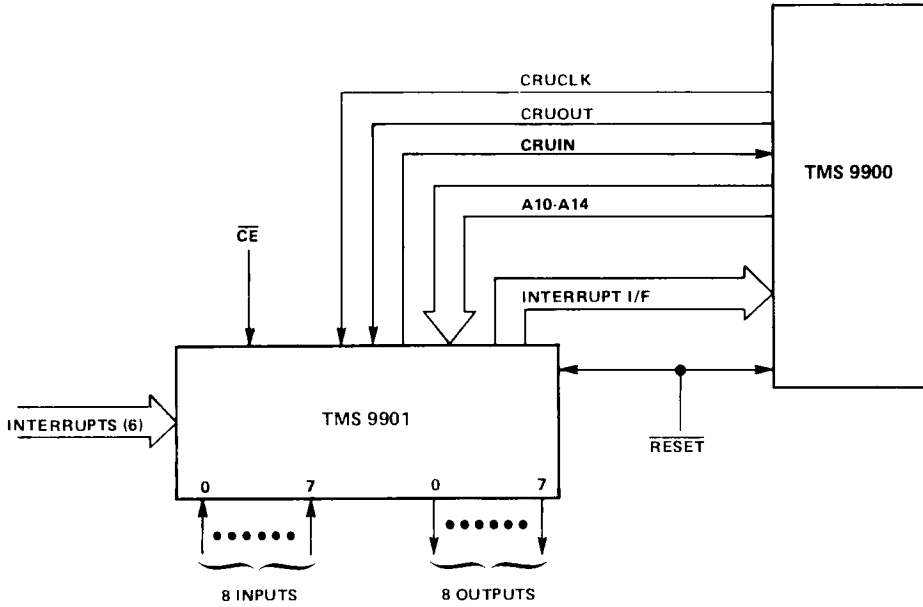 CRUCLK
CRUOUT
CRUIN
TMS 9900
A10-A14
CE
INTERRUPT I/F
TMS 9901
INTERRUPTS (6)
RESET
0 7 0 7
8 INPUTS 8 OUTPUTS